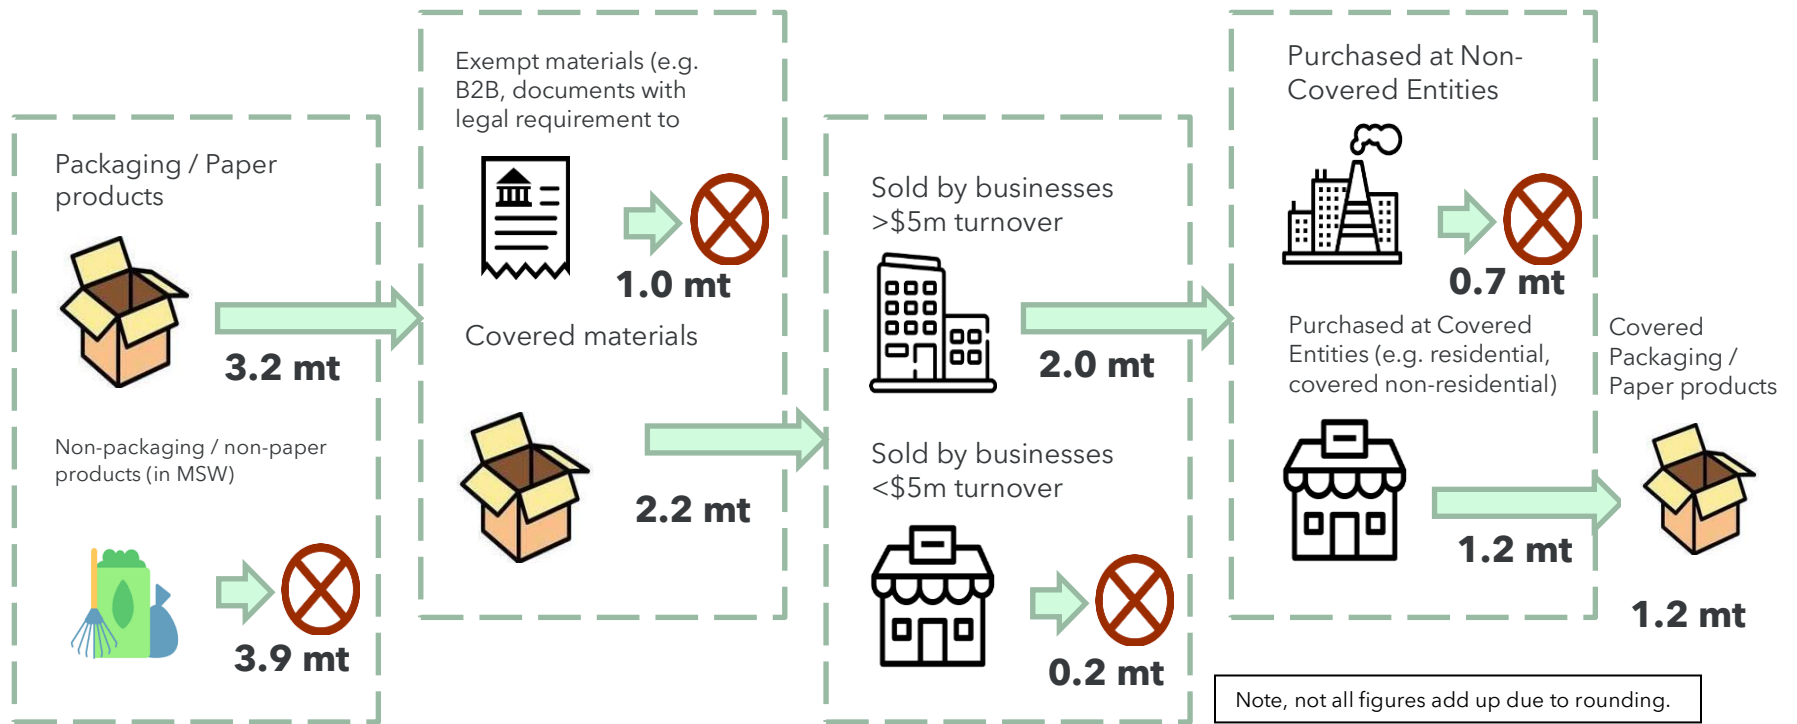 Packaging / Paper
products
3.2 mt
Non-packaging / non-paper
products (in MSW)
3.9 mt
Exempt materials (e.g.
B2B, documents with
legal requirement to
1.0 mt
Covered materials
2.2 mt
Sold by businesses
>$5m turnover
2.0 mt
Sold by businesses
<$5m turnover
0.2 mt
Purchased at Non-
Covered Entities
0.7 mt
Purchased at Covered
Entities (e.g. residential,
covered non-residential)
1.2 mt
Covered
Packaging /
Paper products
1.2 mt
Note, not all figures add up due to rounding.